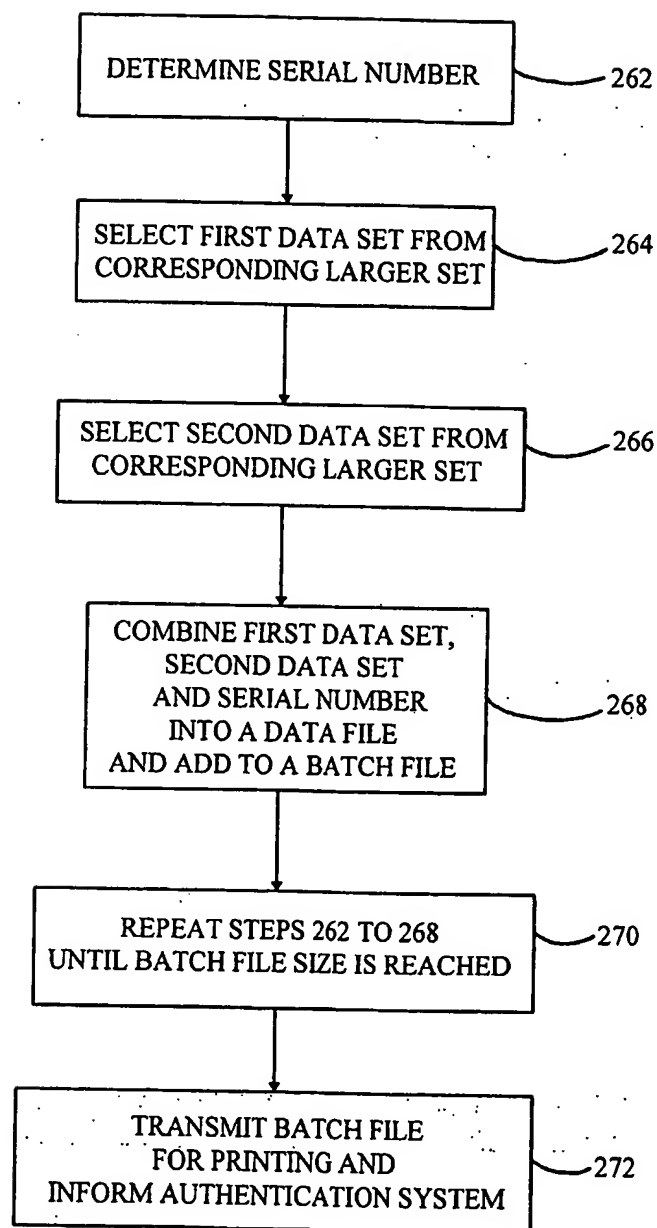 DETERMINE SERIAL NUMBER
262
SELECT FIRST DATA SET FROM
CORRESPONDING LARGER SET
264
SELECT SECOND DATA SET FROM
CORRESPONDING LARGER SET
266
COMBINE FIRST DATA SET,
SECOND DATA SET
AND SERIAL NUMBER
INTO A DATA FILE
AND ADD TO A BATCH FILE
268
REPEAT STEPS 262 TO 268
UNTIL BATCH FILE SIZE IS REACHED
270
TRANSMIT BATCH FILE
FOR PRINTING AND
INFORM AUTHENTICATION SYSTEM
272